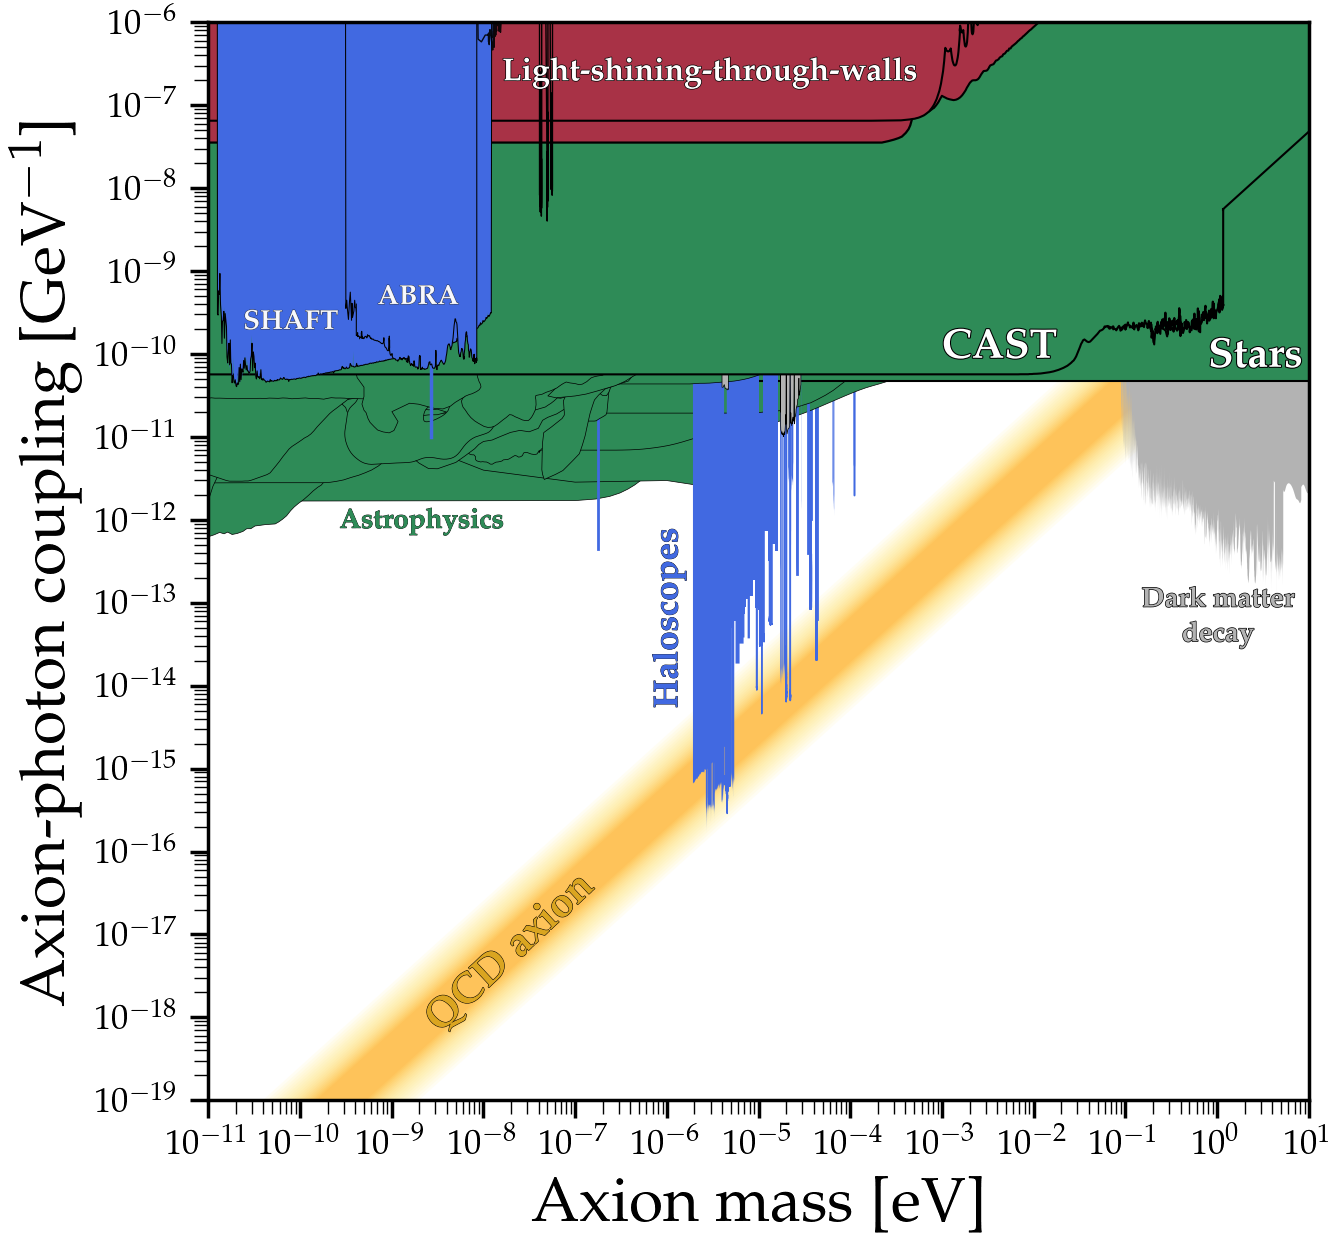 10⁻⁶
10⁻⁷
10⁻⁸
10⁻⁹
10⁻¹⁰
10⁻¹¹
10⁻¹²
10⁻¹³
10⁻¹⁴
10⁻¹⁵
10⁻¹⁶
10⁻¹⁷
10⁻¹⁸
10⁻¹⁹
Axion-photon coupling [GeV⁻¹]
Light-shining-through-walls
SHAFT
ABRA
CAST
Stars
Astrophysics
Haloscopes
Dark matter
decay
QCD axion
10⁻¹¹ 10⁻¹⁰ 10⁻⁹ 10⁻⁸ 10⁻⁷ 10⁻⁶ 10⁻⁵ 10⁻⁴ 10⁻³ 10⁻² 10⁻¹ 10⁰ 10¹
Axion mass [eV]